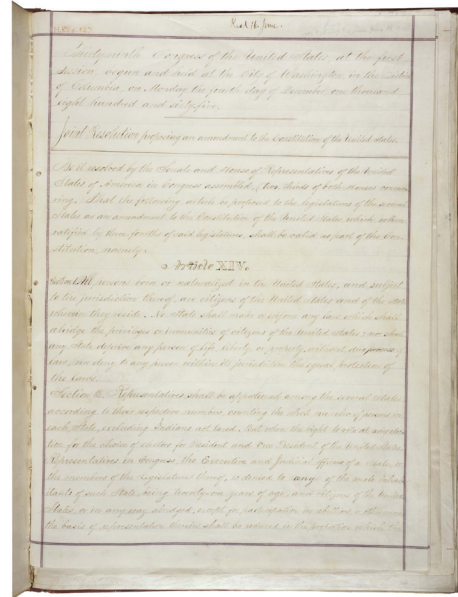 Thirty-ninth Congress of the United States, at the first
Session, begun and held at the City of Washington, in the District
of Columbia, on Monday the fourth day of December, one thousand
eight hundred and sixty-five.
Joint Resolution proposing an amendment to the Constitution of the United States.
Be it resolved by the Senate and House of Representatives of the United
States of America in Congress assembled, (two thirds of both Houses concurring,)
That the following article be proposed to the legislatures of the several
States as an amendment to the Constitution of the United States, which, when
ratified by three fourths of said legislatures, shall be valid as part of the Con-
stitution, namely:
Article XIV.
Section 1. All persons born or naturalized in the United States, and subject
to the jurisdiction thereof, are citizens of the United States and of the State
wherein they reside. No State shall make or enforce any law which shall
abridge the privileges or immunities of citizens of the United States; nor shall
any State deprive any person of life, liberty, or property, without due process of
law; nor deny to any person within its jurisdiction the equal protection of
the laws.
Section 2. Representatives shall be apportioned among the several States
according to their respective numbers, counting the whole number of persons in
each State, excluding Indians not taxed. But when the right to vote at any elec-
tion for the choice of electors for President and Vice President of the United States,
Representatives in Congress, the Executive and Judicial officers of a State, or
the members of the Legislature thereof, is denied to any of the male inhabi-
tants of such State, being twenty-one years of age, and citizens of the United
States, or in any way abridged, except for participation in rebellion, or other crime,
the basis of representation therein shall be reduced in the proportion which the